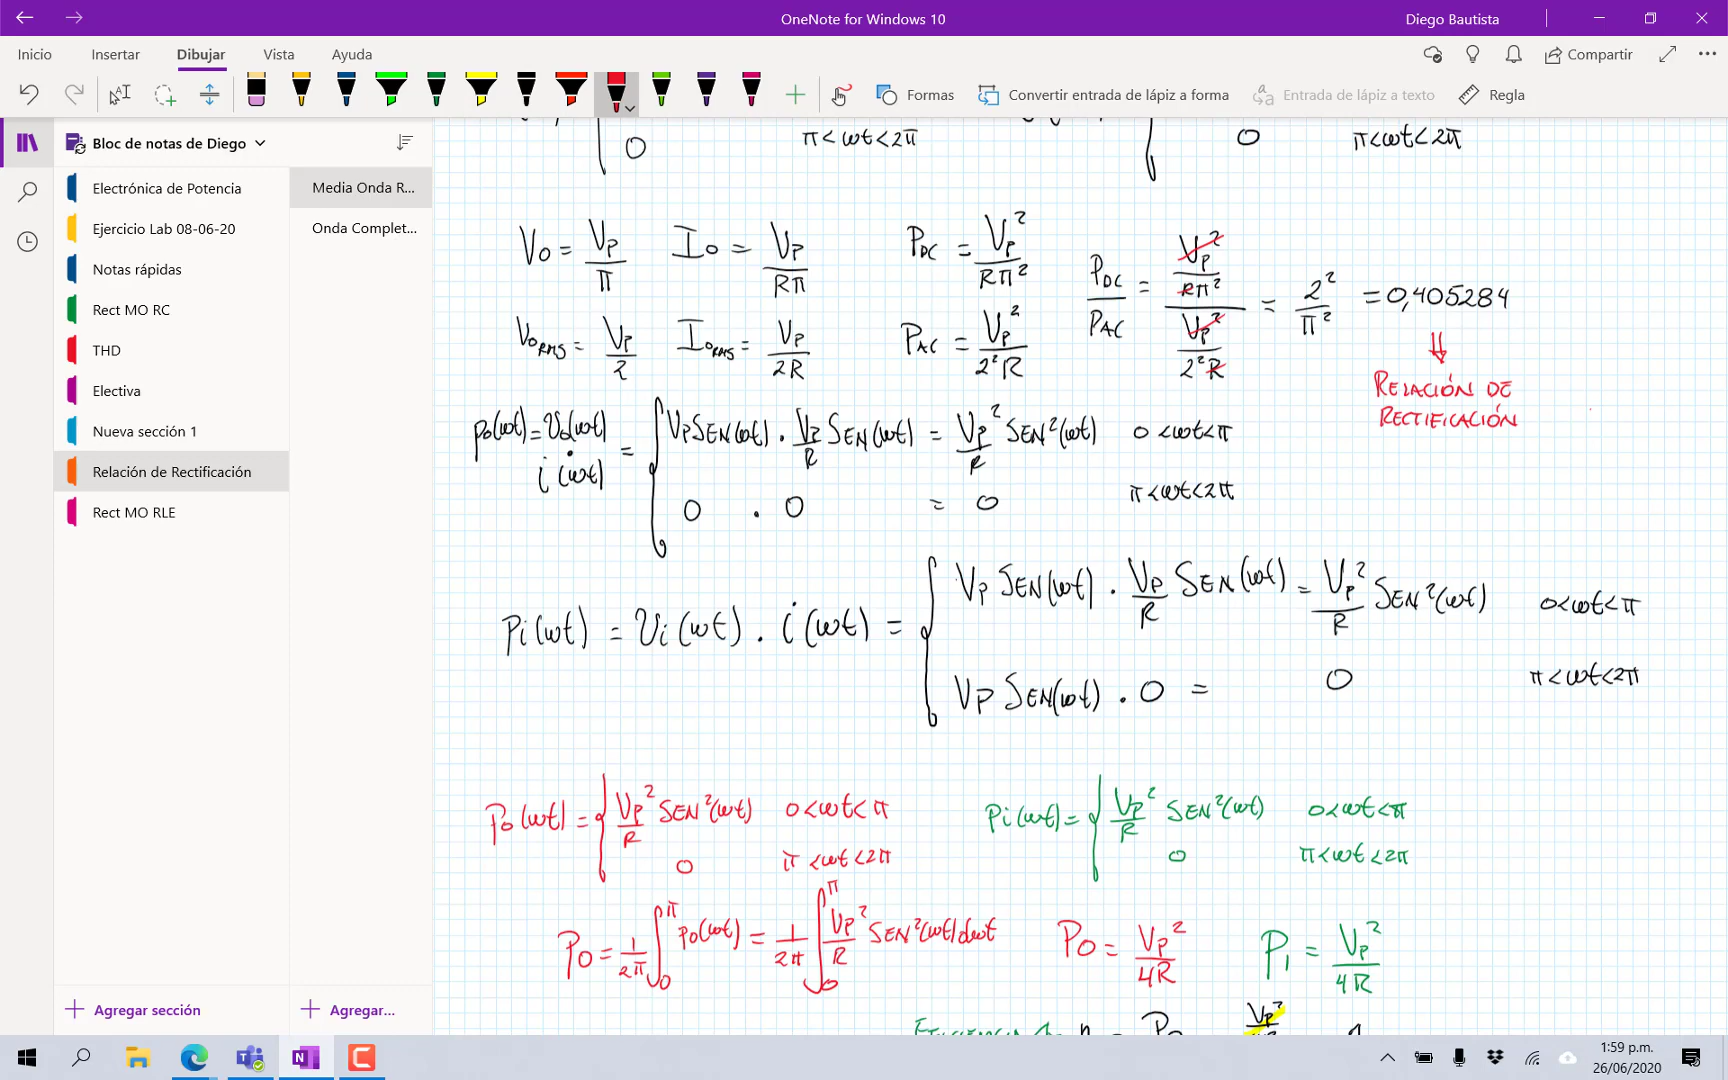 OneNote for Windows 10
Diego Bautista
Inicio Insertar Dibujar Vista Ayuda
Compartir
Formas
Convertir entrada de lápiz a forma
Entrada de lápiz a texto
Regla
Bloc de notas de Diego
Electrónica de Potencia
Ejercicio Lab 08-06-20
Notas rápidas
Rect MO RC
THD
Electiva
Nueva sección 1
Relación de Rectificación
Rect MO RLE
Agregar sección
Media Onda R...
Onda Complet...
Agregar...
0 π<ωt<2π 0 π<ωt<2π
Vo = Vp/π Io = Vp/Rπ PDC = Vp²/Rπ² PDC/PAC = (Vp²/Rπ²)/(Vp²/2²R) = 2²/π² = 0,405284
VoRMS = Vp/2 IoRMS = Vp/2R PAC = Vp²/2²R
⇓
RELACIÓN DE
RECTIFICACIÓN
po(ωt) = Vo(ωt) · i(ωt) = { Vp SEN(ωt) · Vp/R SEN(ωt) = Vp²/R SEN²(ωt) 0<ωt<π
0 · 0 = 0 π<ωt<2π
Pi(ωt) = Vi(ωt) · i(ωt) = { Vp SEN(ωt) · Vp/R SEN(ωt) = Vp²/R SEN²(ωt) 0<ωt<π
Vp SEN(ωt) · 0 = 0 π<ωt<2π
Po(ωt) = { Vp²/R SEN²(ωt) 0<ωt<π
0 π<ωt<2π
Pi(ωt) = { Vp²/R SEN²(ωt) 0<ωt<π
0 π<ωt<2π
Po = 1/2π ∫₀^π po(ωt) = 1/2π ∫₀^π Vp²/R SEN²(ωt)dωt Po = Vp²/4R Pi = Vp²/4R
1:59 p.m.
26/06/2020